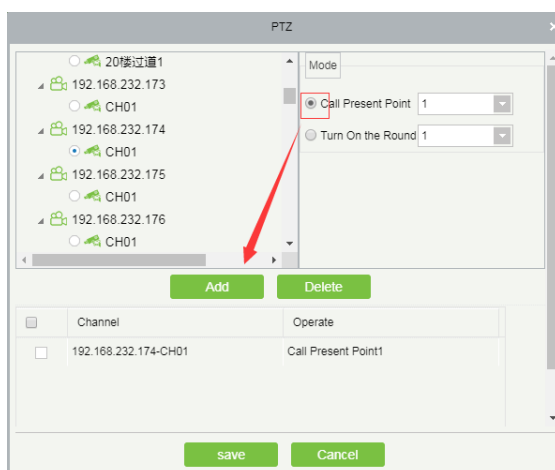 PTZ
20楼过道1
192.168.232.173
CH01
192.168.232.174
CH01
192.168.232.175
CH01
192.168.232.176
CH01
Mode
Call Present Point 1
Turn On the Round 1
Add Delete
Channel Operate
192.168.232.174-CH01 Call Present Point1
save Cancel